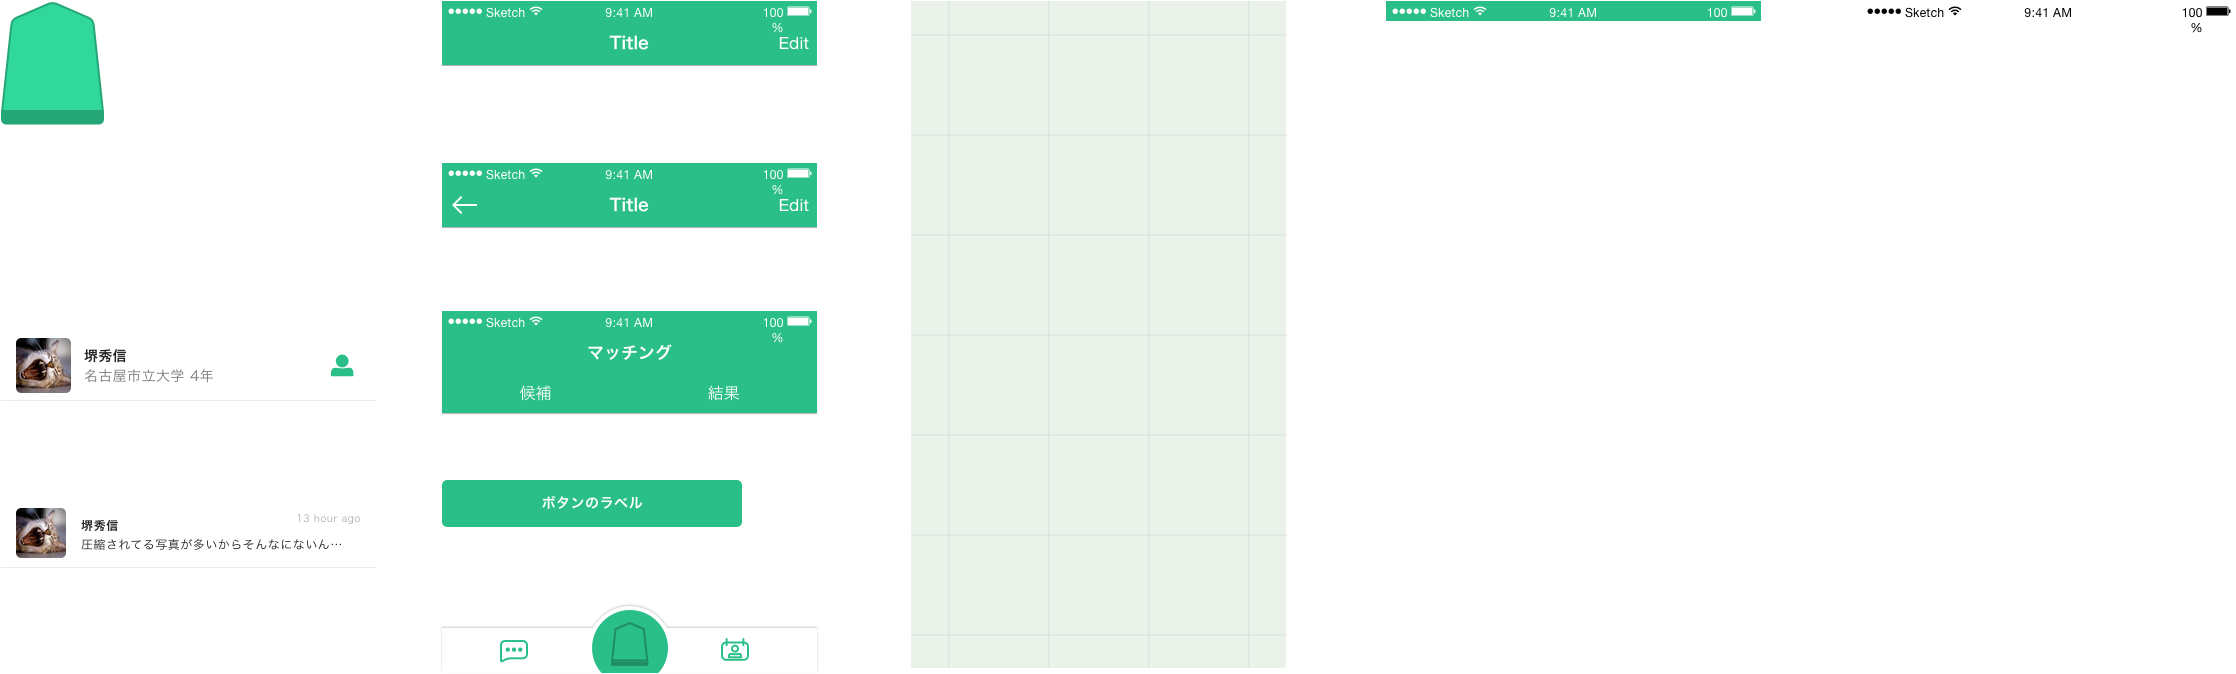 Sketch 9:41 AM 100
%
Title Edit
Sketch 9:41 AM 100
%
Title Edit
Sketch 9:41 AM 100
%
マッチング
候補 結果
ボタンのラベル
堺秀信
名古屋市立大学 4年
13 hour ago
堺秀信
圧縮されてる写真が多いからそんなにないん…
Sketch 9:41 AM 100
Sketch 9:41 AM 100
%